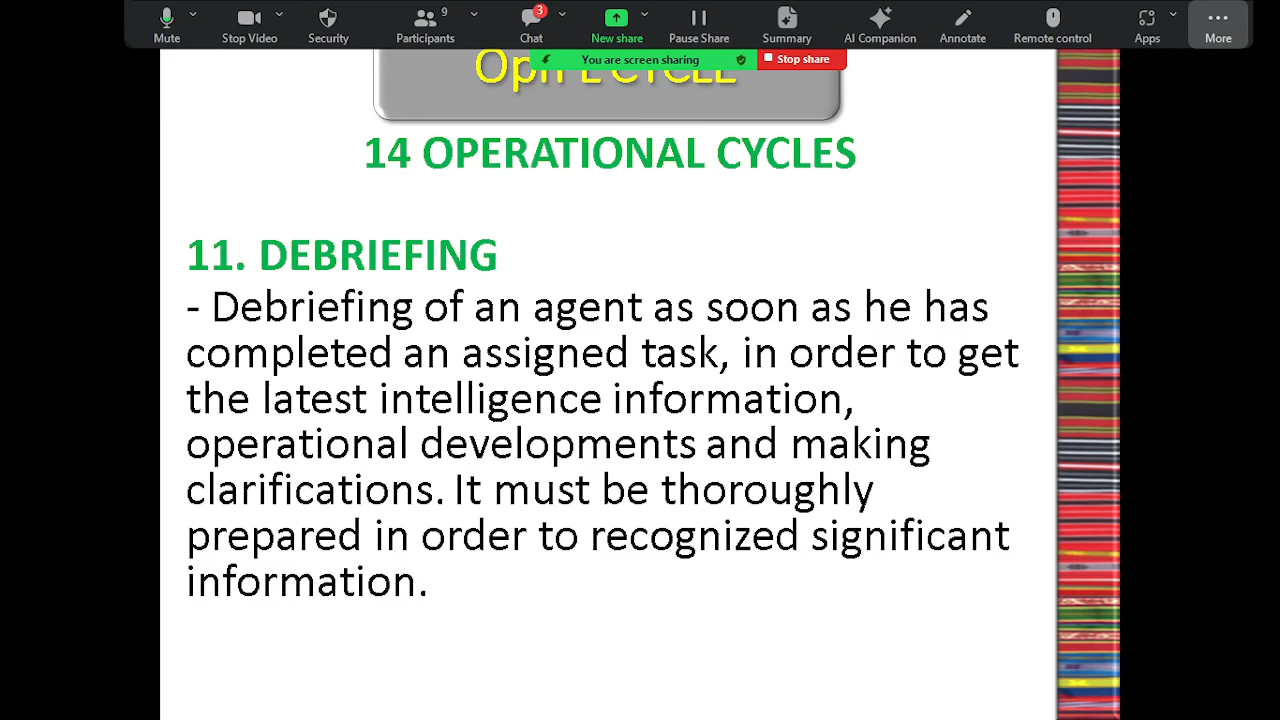 Mute
Stop Video
Security
9
Participants
3
Chat
New share
Pause Share
Summary
AI Companion
Annotate
Remote control
Apps
More
You are screen sharing
Stop share
CYCLE
14 OPERATIONAL CYCLES
11. DEBRIEFING
- Debriefing of an agent as soon as he has
completed an assigned task, in order to get
the latest intelligence information,
operational developments and making
clarifications. It must be thoroughly
prepared in order to recognized significant
information.